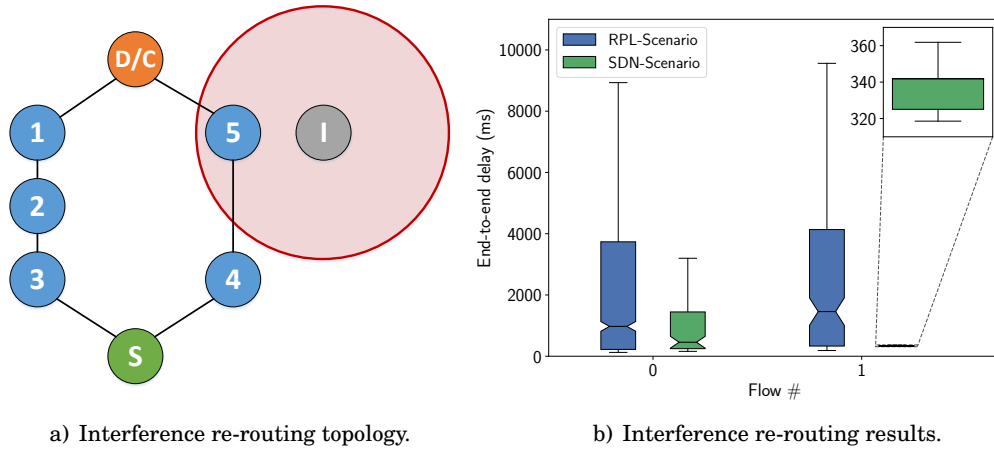 D/C
1
5
I
2
3
4
S
a) Interference re-routing topology.
RPL-Scenario
SDN-Scenario
End-to-end delay (ms)
10000
8000
6000
4000
2000
0
360
340
320
0
1
Flow #
b) Interference re-routing results.